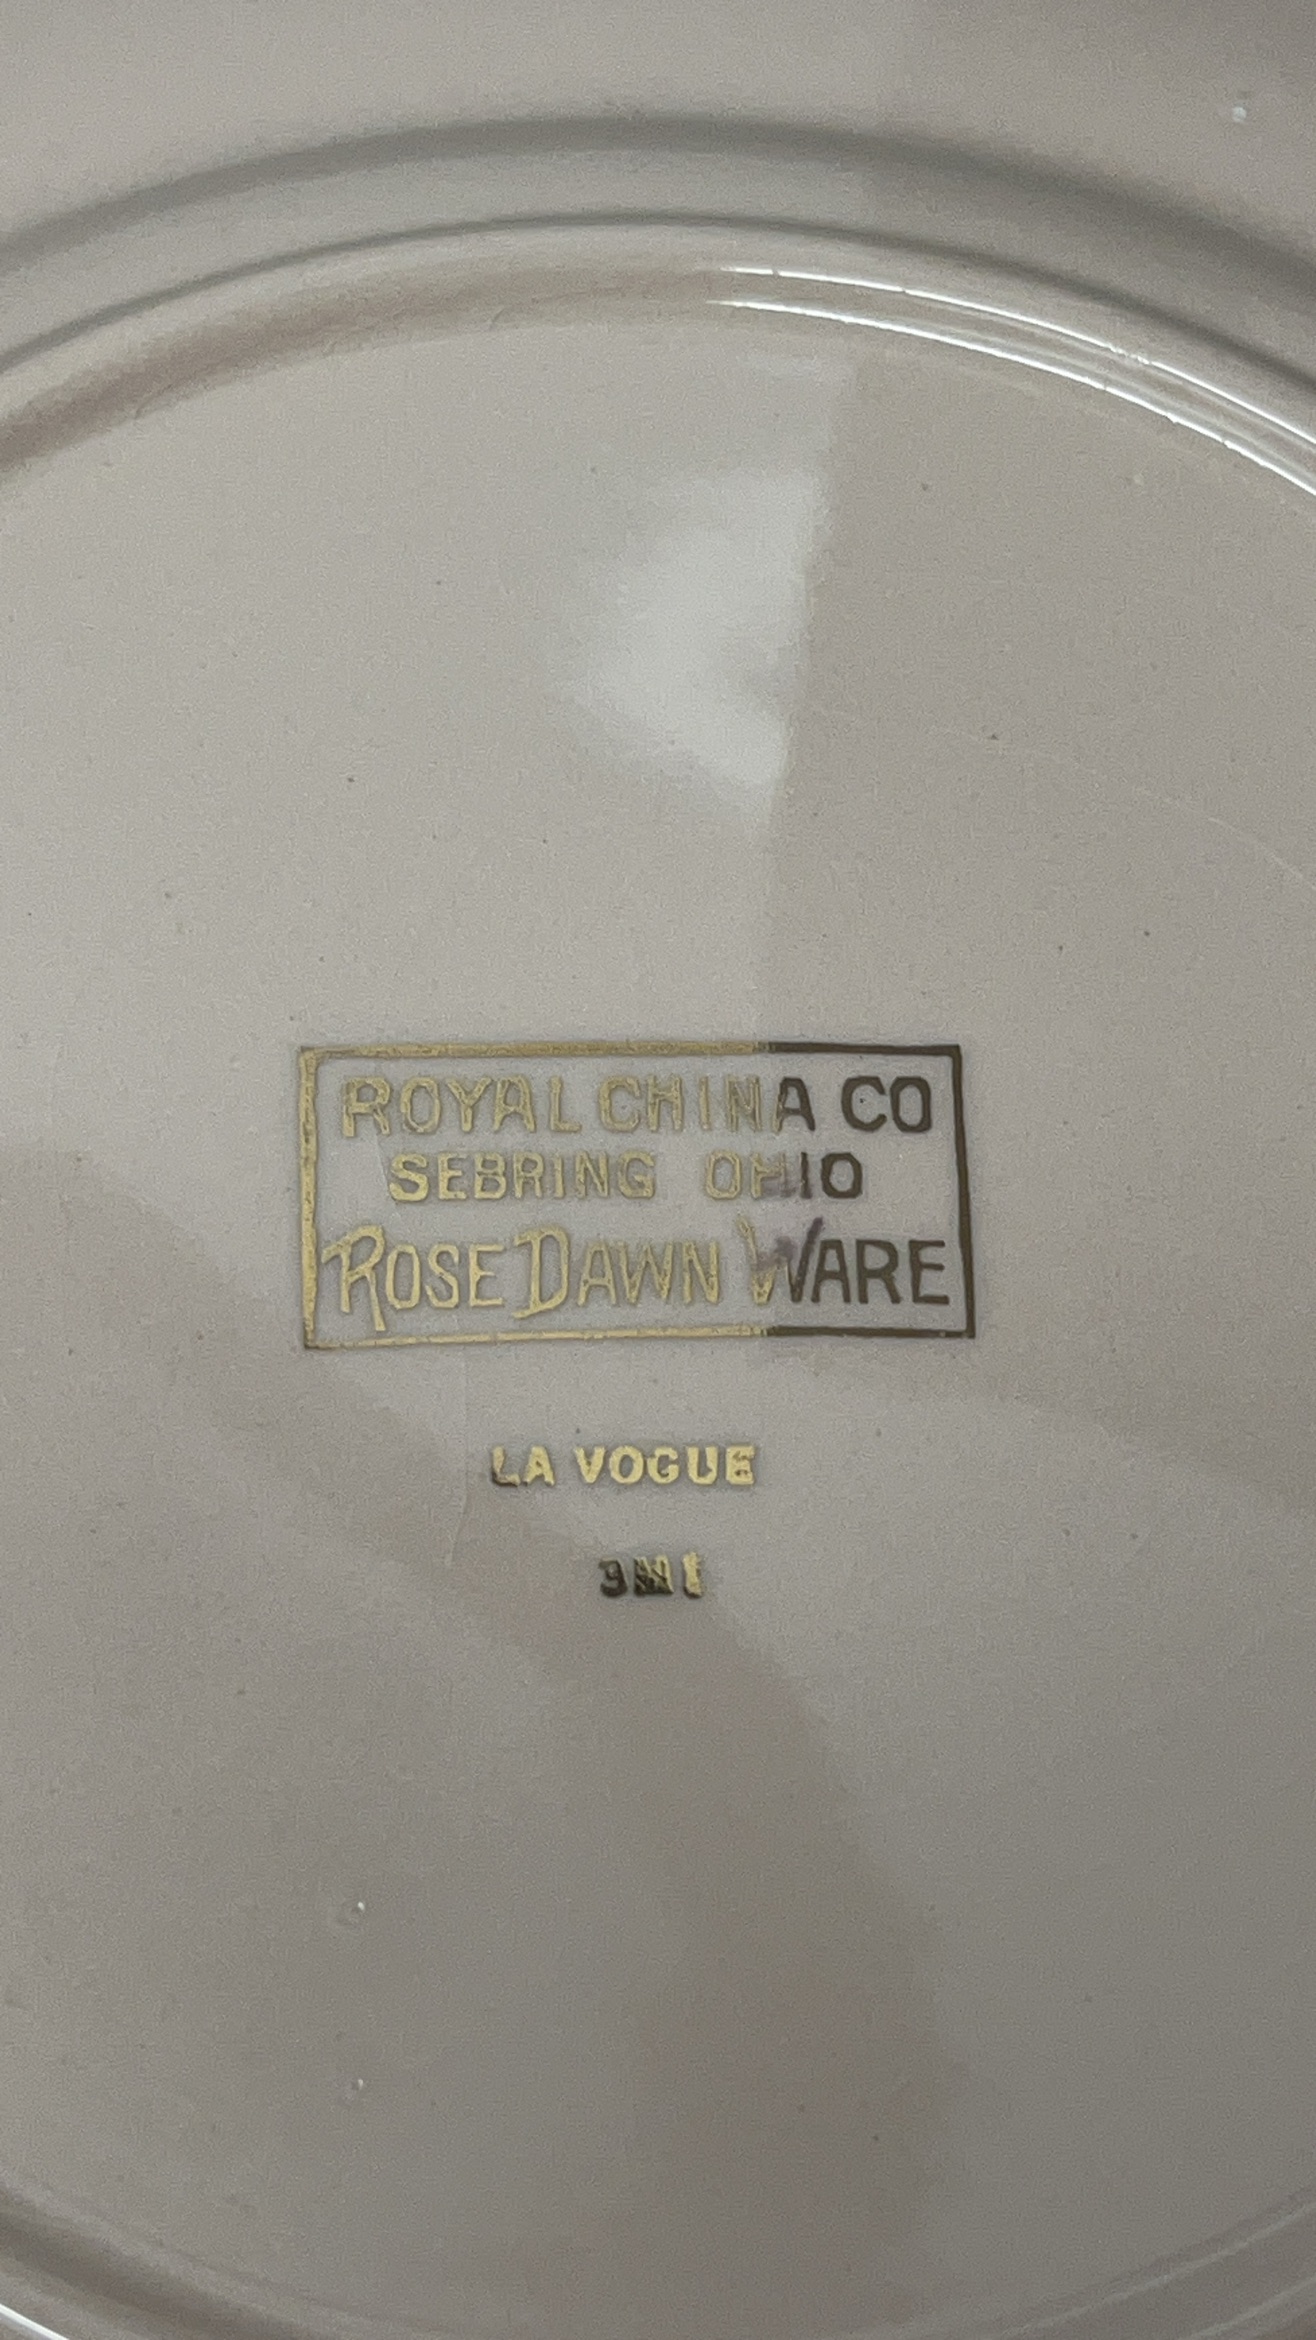 ROYAL CHINA CO
SEBRING OHIO
ROSE DAWN WARE
LA VOGUE